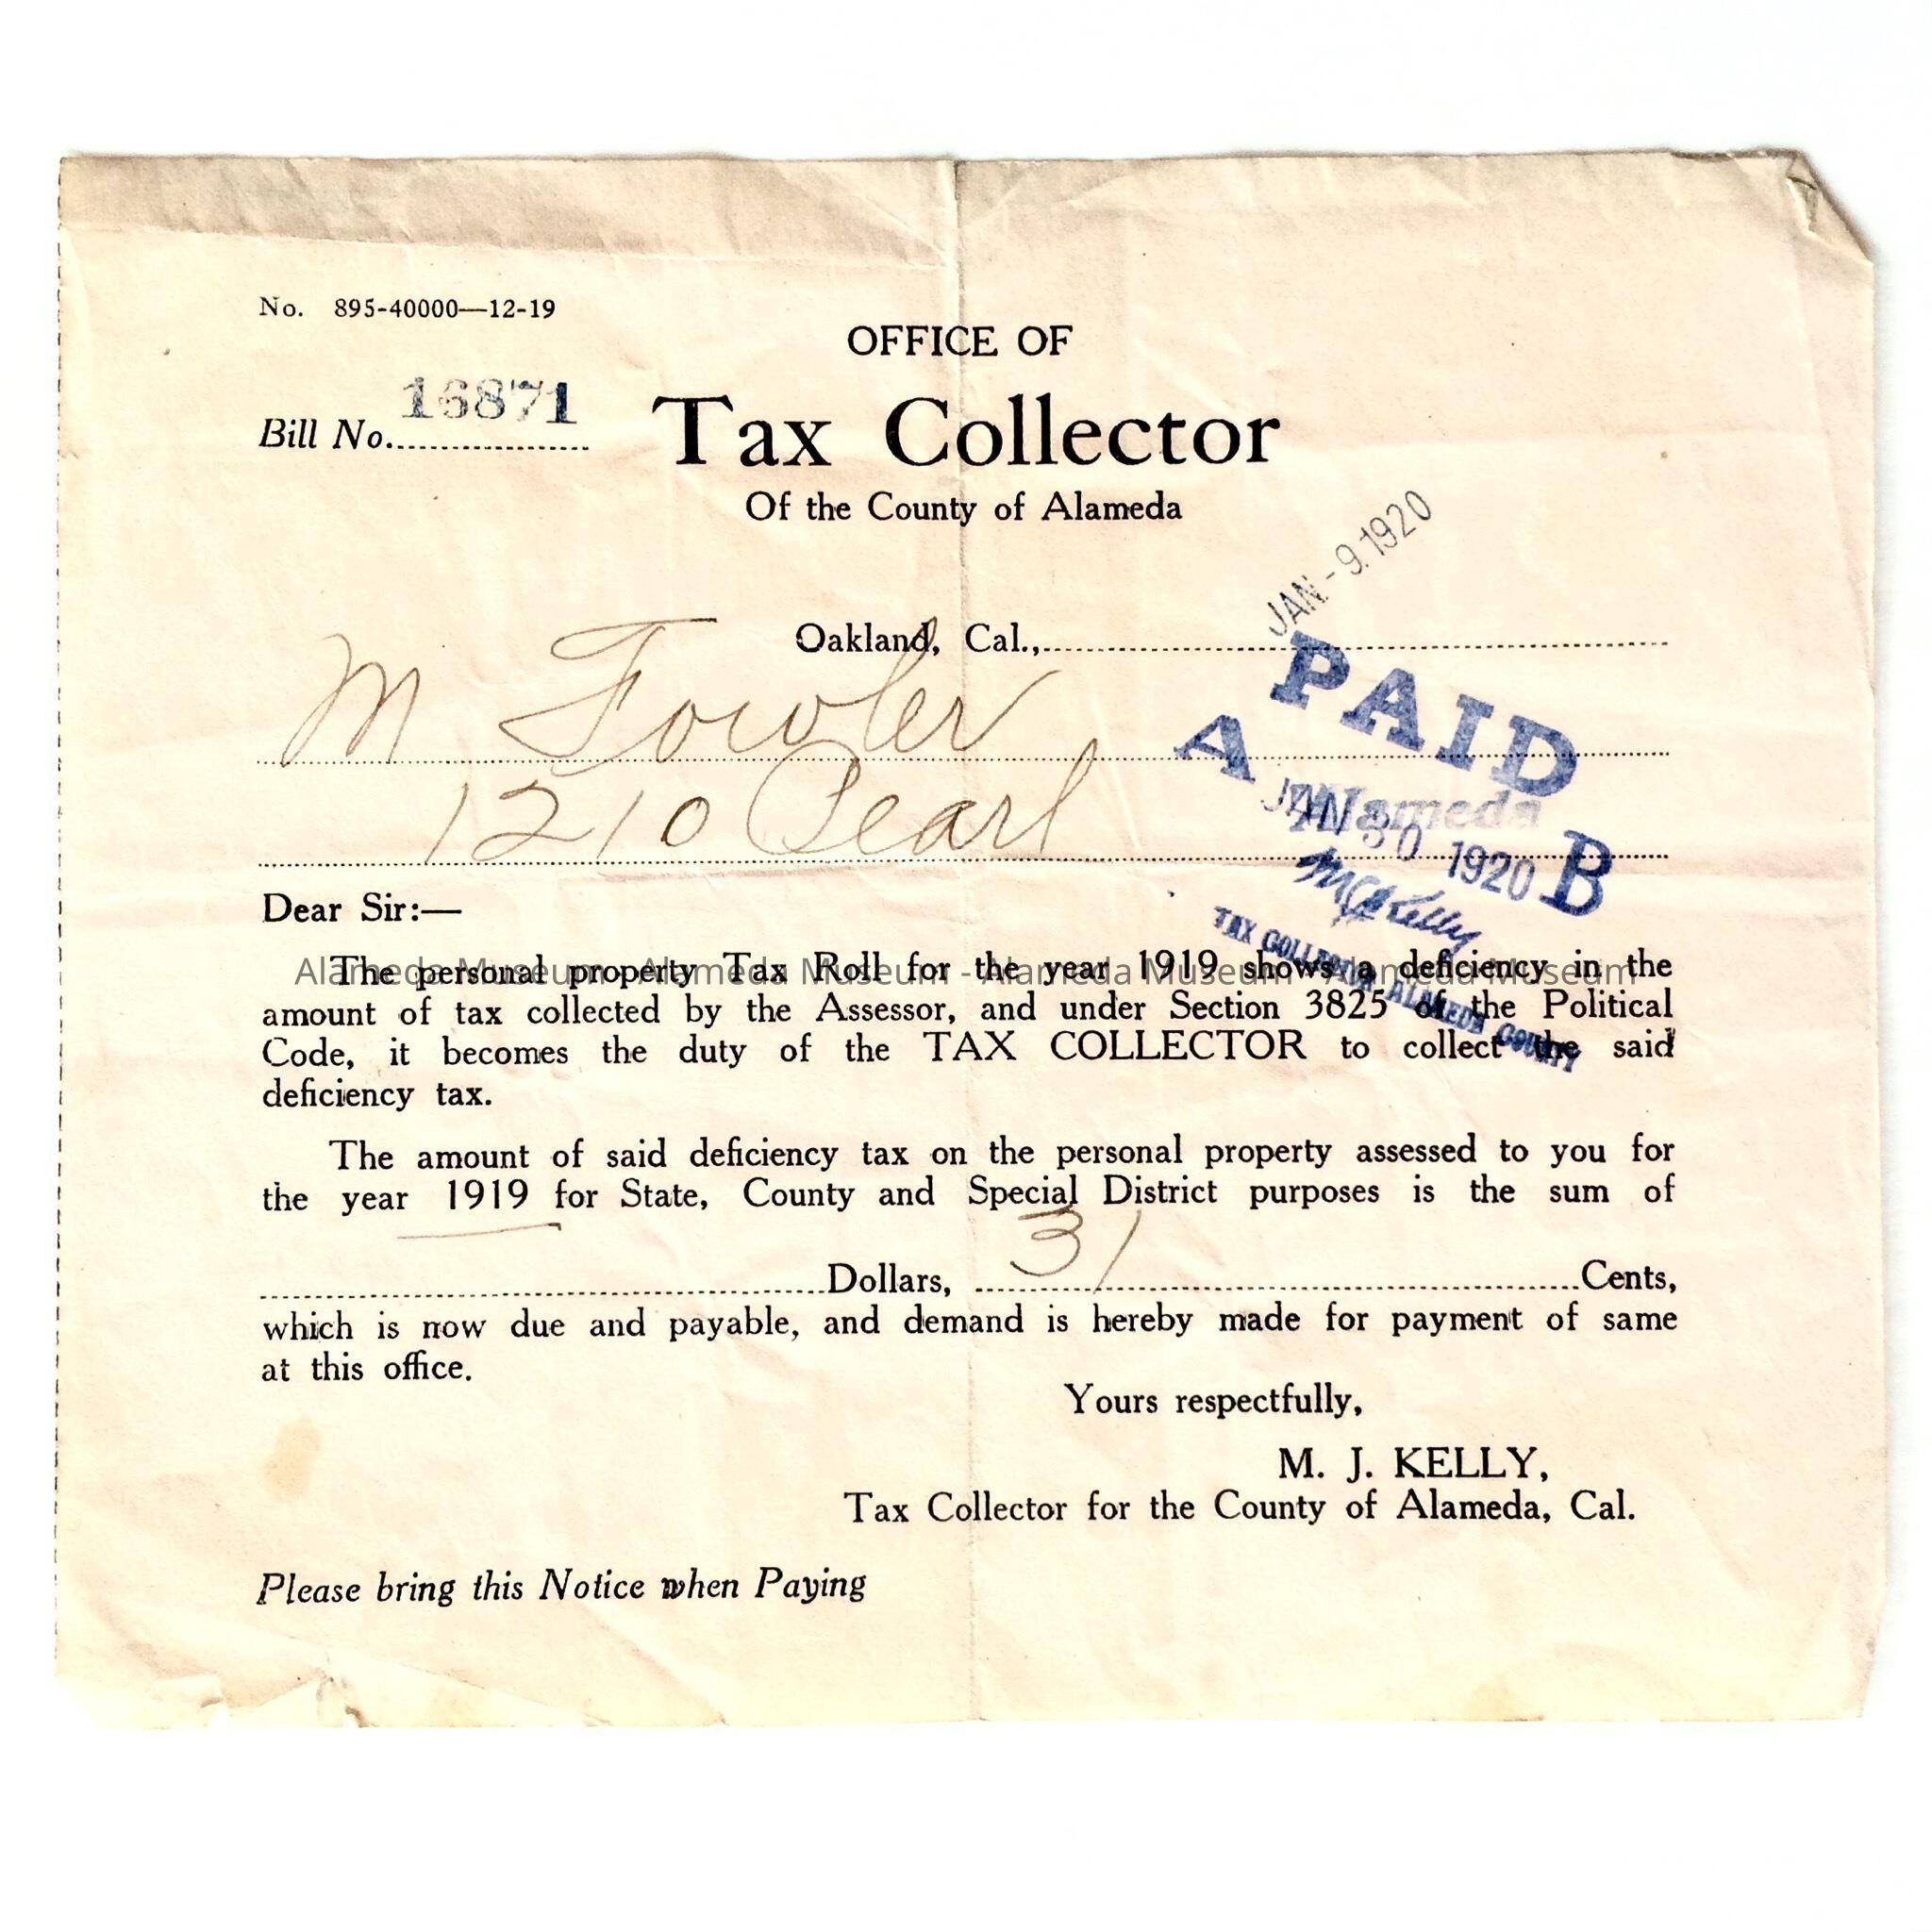 No. 895-40000—12-19
OFFICE OF
Bill No. 16871
Tax Collector
Of the County of Alameda
JAN - 9 1920
Oakland, Cal.,
M Fowler
1210 Pearl
PAID
A Alameda
JAN 30 1920 B
MJ Kelly
TAX COLLECTOR ALAMEDA COUNTY
Dear Sir:—
The personal property Tax Roll for the year 1919 shows a deficiency in the
Alameda Museum - Alameda Museum - Alameda Museum - Alameda Museum
amount of tax collected by the Assessor, and under Section 3825 of the Political
Code, it becomes the duty of the TAX COLLECTOR to collect the said
deficiency tax.
The amount of said deficiency tax on the personal property assessed to you for
the year 1919 for State, County and Special District purposes is the sum of
— Dollars, 31 Cents,
which is now due and payable, and demand is hereby made for payment of same
at this office.
Yours respectfully,
M. J. KELLY,
Tax Collector for the County of Alameda, Cal.
Please bring this Notice when Paying